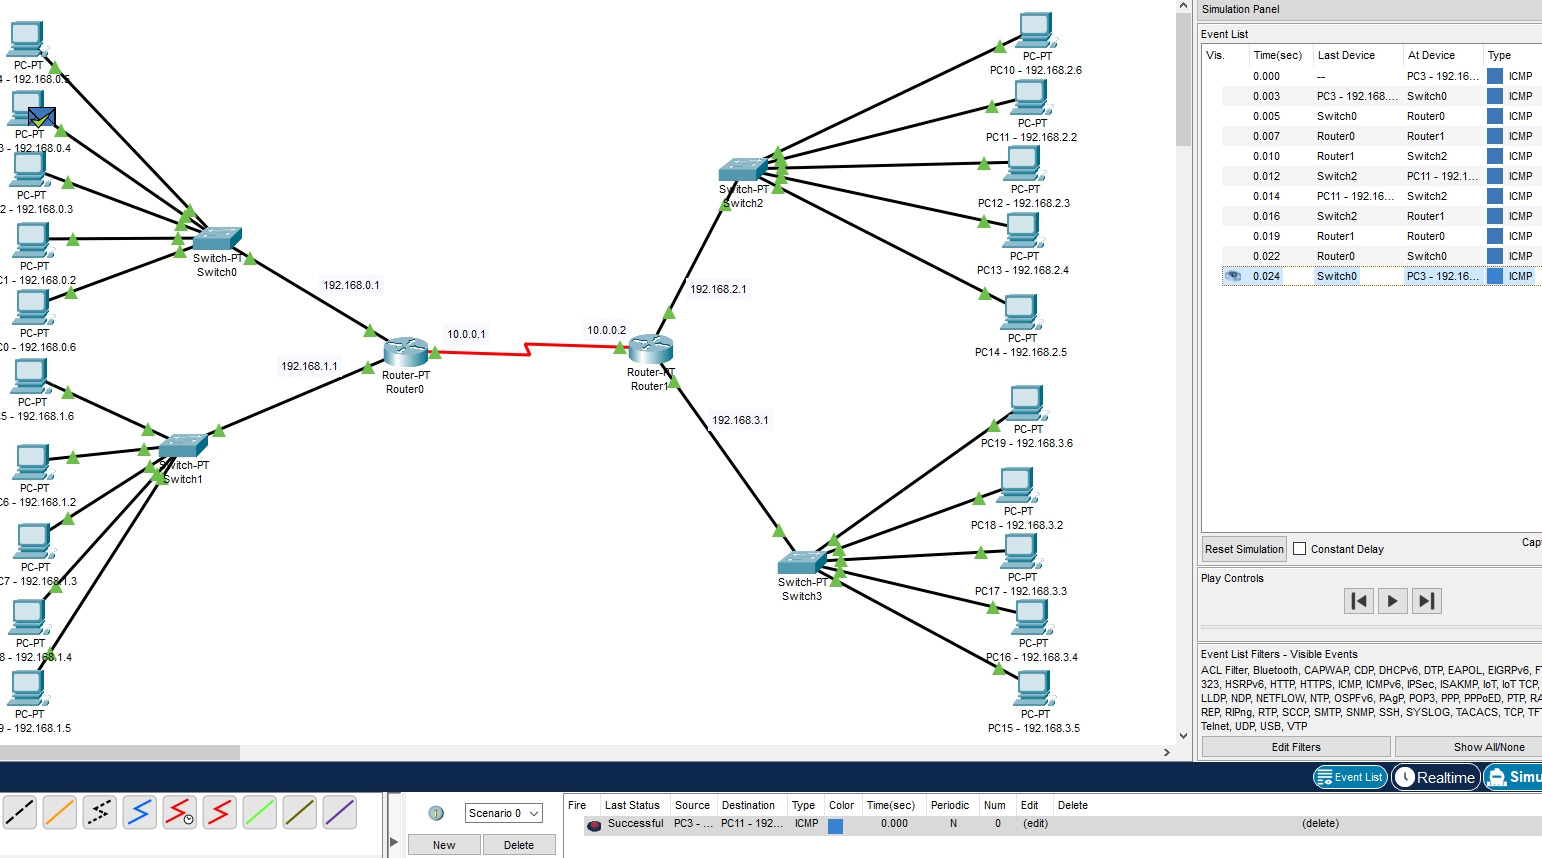 PC-PT
4 - 192.168.0.5
PC-PT
3 - 192.168.0.4
PC-PT
2 - 192.168.0.3
PC-PT
C1 - 192.168.0.2
PC-PT
C0 - 192.168.0.6
PC-PT
C5 - 192.168.1.6
PC-PT
C6 - 192.168.1.2
PC-PT
C7 - 192.168.1.3
PC-PT
8 - 192.168.1.4
PC-PT
9 - 192.168.1.5
Switch-PT
Switch0
192.168.0.1
192.168.1.1
Switch-PT
Switch1
10.0.0.1
Router-PT
Router0
10.0.0.2
Router-PT
Router1
192.168.2.1
192.168.3.1
Switch-PT
Switch2
Switch-PT
Switch3
PC-PT
PC10 - 192.168.2.6
PC-PT
PC11 - 192.168.2.2
PC-PT
PC12 - 192.168.2.3
PC-PT
PC13 - 192.168.2.4
PC-PT
PC14 - 192.168.2.5
PC-PT
PC19 - 192.168.3.6
PC-PT
PC18 - 192.168.3.2
PC-PT
PC17 - 192.168.3.3
PC-PT
PC16 - 192.168.3.4
PC-PT
PC15 - 192.168.3.5
Simulation Panel
Event List
Vis. Time(sec) Last Device At Device Type
0.000 -- PC3 - 192.16... ICMP
0.003 PC3 - 192.168.... Switch0 ICMP
0.005 Switch0 Router0 ICMP
0.007 Router0 Router1 ICMP
0.010 Router1 Switch2 ICMP
0.012 Switch2 PC11 - 192.1... ICMP
0.014 PC11 - 192.16... Switch2 ICMP
0.016 Switch2 Router1 ICMP
0.019 Router1 Router0 ICMP
0.022 Router0 Switch0 ICMP
0.024 Switch0 PC3 - 192.16... ICMP
Reset Simulation Constant Delay Capt
Play Controls
Event List Filters - Visible Events
ACL Filter, Bluetooth, CAPWAP, CDP, DHCPv6, DTP, EAPOL, EIGRPv6, F
323, HSRPv6, HTTP, HTTPS, ICMP, ICMPv6, IPSec, ISAKMP, IoT, IoT TCP,
LLDP, NDP, NETFLOW, NTP, OSPFv6, PAgP, POP3, PPP, PPPoED, PTP, RA
REP, RIPng, RTP, SCCP, SMTP, SNMP, SSH, SYSLOG, TACACS, TCP, TFT
Telnet, UDP, USB, VTP
Edit Filters Show All/None
Event List Realtime Simu
Scenario 0
New Delete
Fire Last Status Source Destination Type Color Time(sec) Periodic Num Edit Delete
Successful PC3 - ... PC11 - 192... ICMP 0.000 N 0 (edit) (delete)